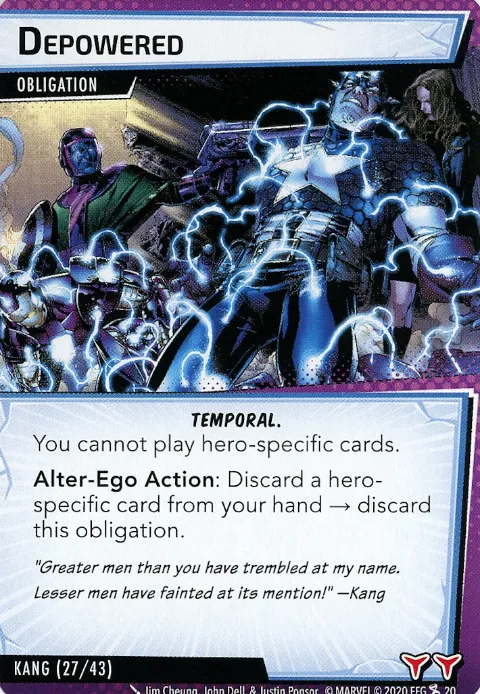 DEPOWERED
OBLIGATION
TEMPORAL.
You cannot play hero-specific cards.
Alter-Ego Action: Discard a hero-
specific card from your hand → discard
this obligation.
"Greater men than you have trembled at my name.
Lesser men have fainted at its mention!" —Kang
KANG (27/43)
Jim Cheung, John Dell, & Justin Ponsor. © MARVEL © 2020 FFG 20